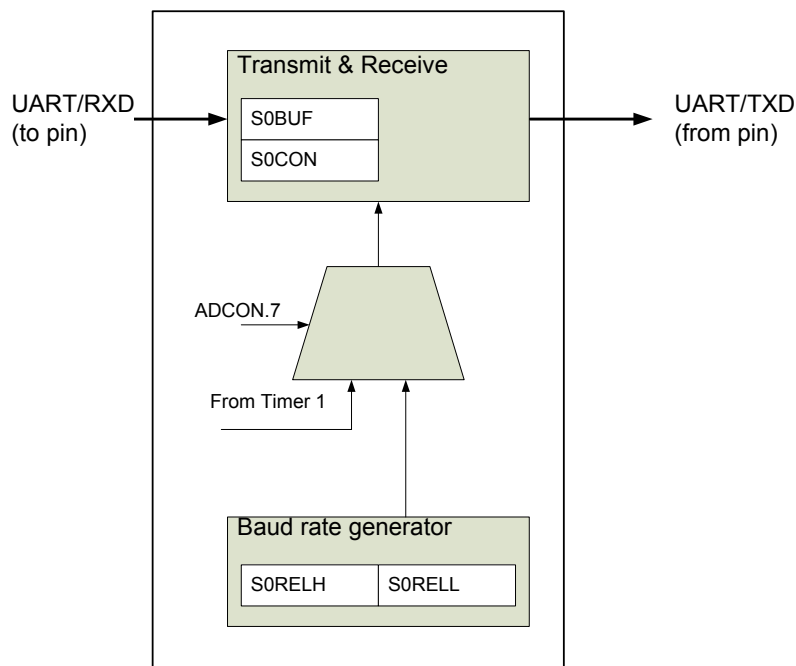 Transmit & Receive
UART/RXD
(to pin)
UART/TXD
(from pin)
S0BUF
S0CON
ADCON.7
From Timer 1
Baud rate generator
S0RELH
S0RELL